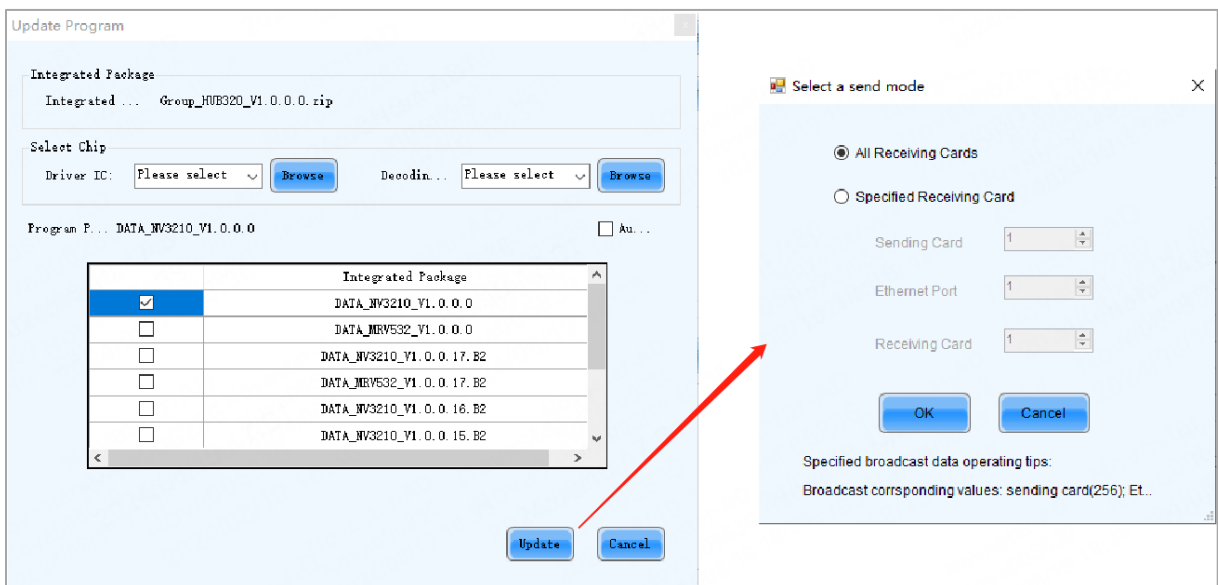 Update Program
Integrated Package
Integrated ... Group_HUB320_V1.0.0.0.zip
Select Chip
Driver IC: Please select Browse Decodin... Please select Browse
Program P... DATA_NV3210_V1.0.0.0 Au...
Integrated Package
DATA_NV3210_V1.0.0.0
DATA_MRV532_V1.0.0.0
DATA_NV3210_V1.0.0.17.B2
DATA_MRV532_V1.0.0.17.B2
DATA_NV3210_V1.0.0.16.B2
DATA_NV3210_V1.0.0.15.B2
Update Cancel
Select a send mode
All Receiving Cards
Specified Receiving Card
Sending Card 1
Ethernet Port 1
Receiving Card 1
OK Cancel
Specified broadcast data operating tips:
Broadcast corrsponding values: sending card(256); Et...